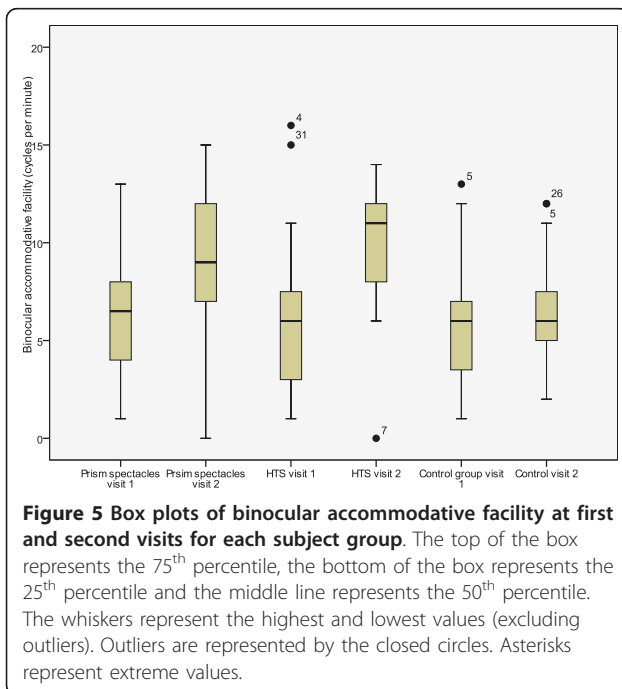 Binocular accommodative facility (cycles per minute)
20
15
10
5
0
4
31
7
5
26
5
Prism spectacles
visit 1
Prsim spectacles
visit 2
HTS visit 1
HTS visit 2
Control group visit
1
Control visit 2
Figure 5 Box plots of binocular accommodative facility at first
and second visits for each subject group. The top of the box
represents the 75th percentile, the bottom of the box represents the
25th percentile and the middle line represents the 50th percentile.
The whiskers represent the highest and lowest values (excluding
outliers). Outliers are represented by the closed circles. Asterisks
represent extreme values.